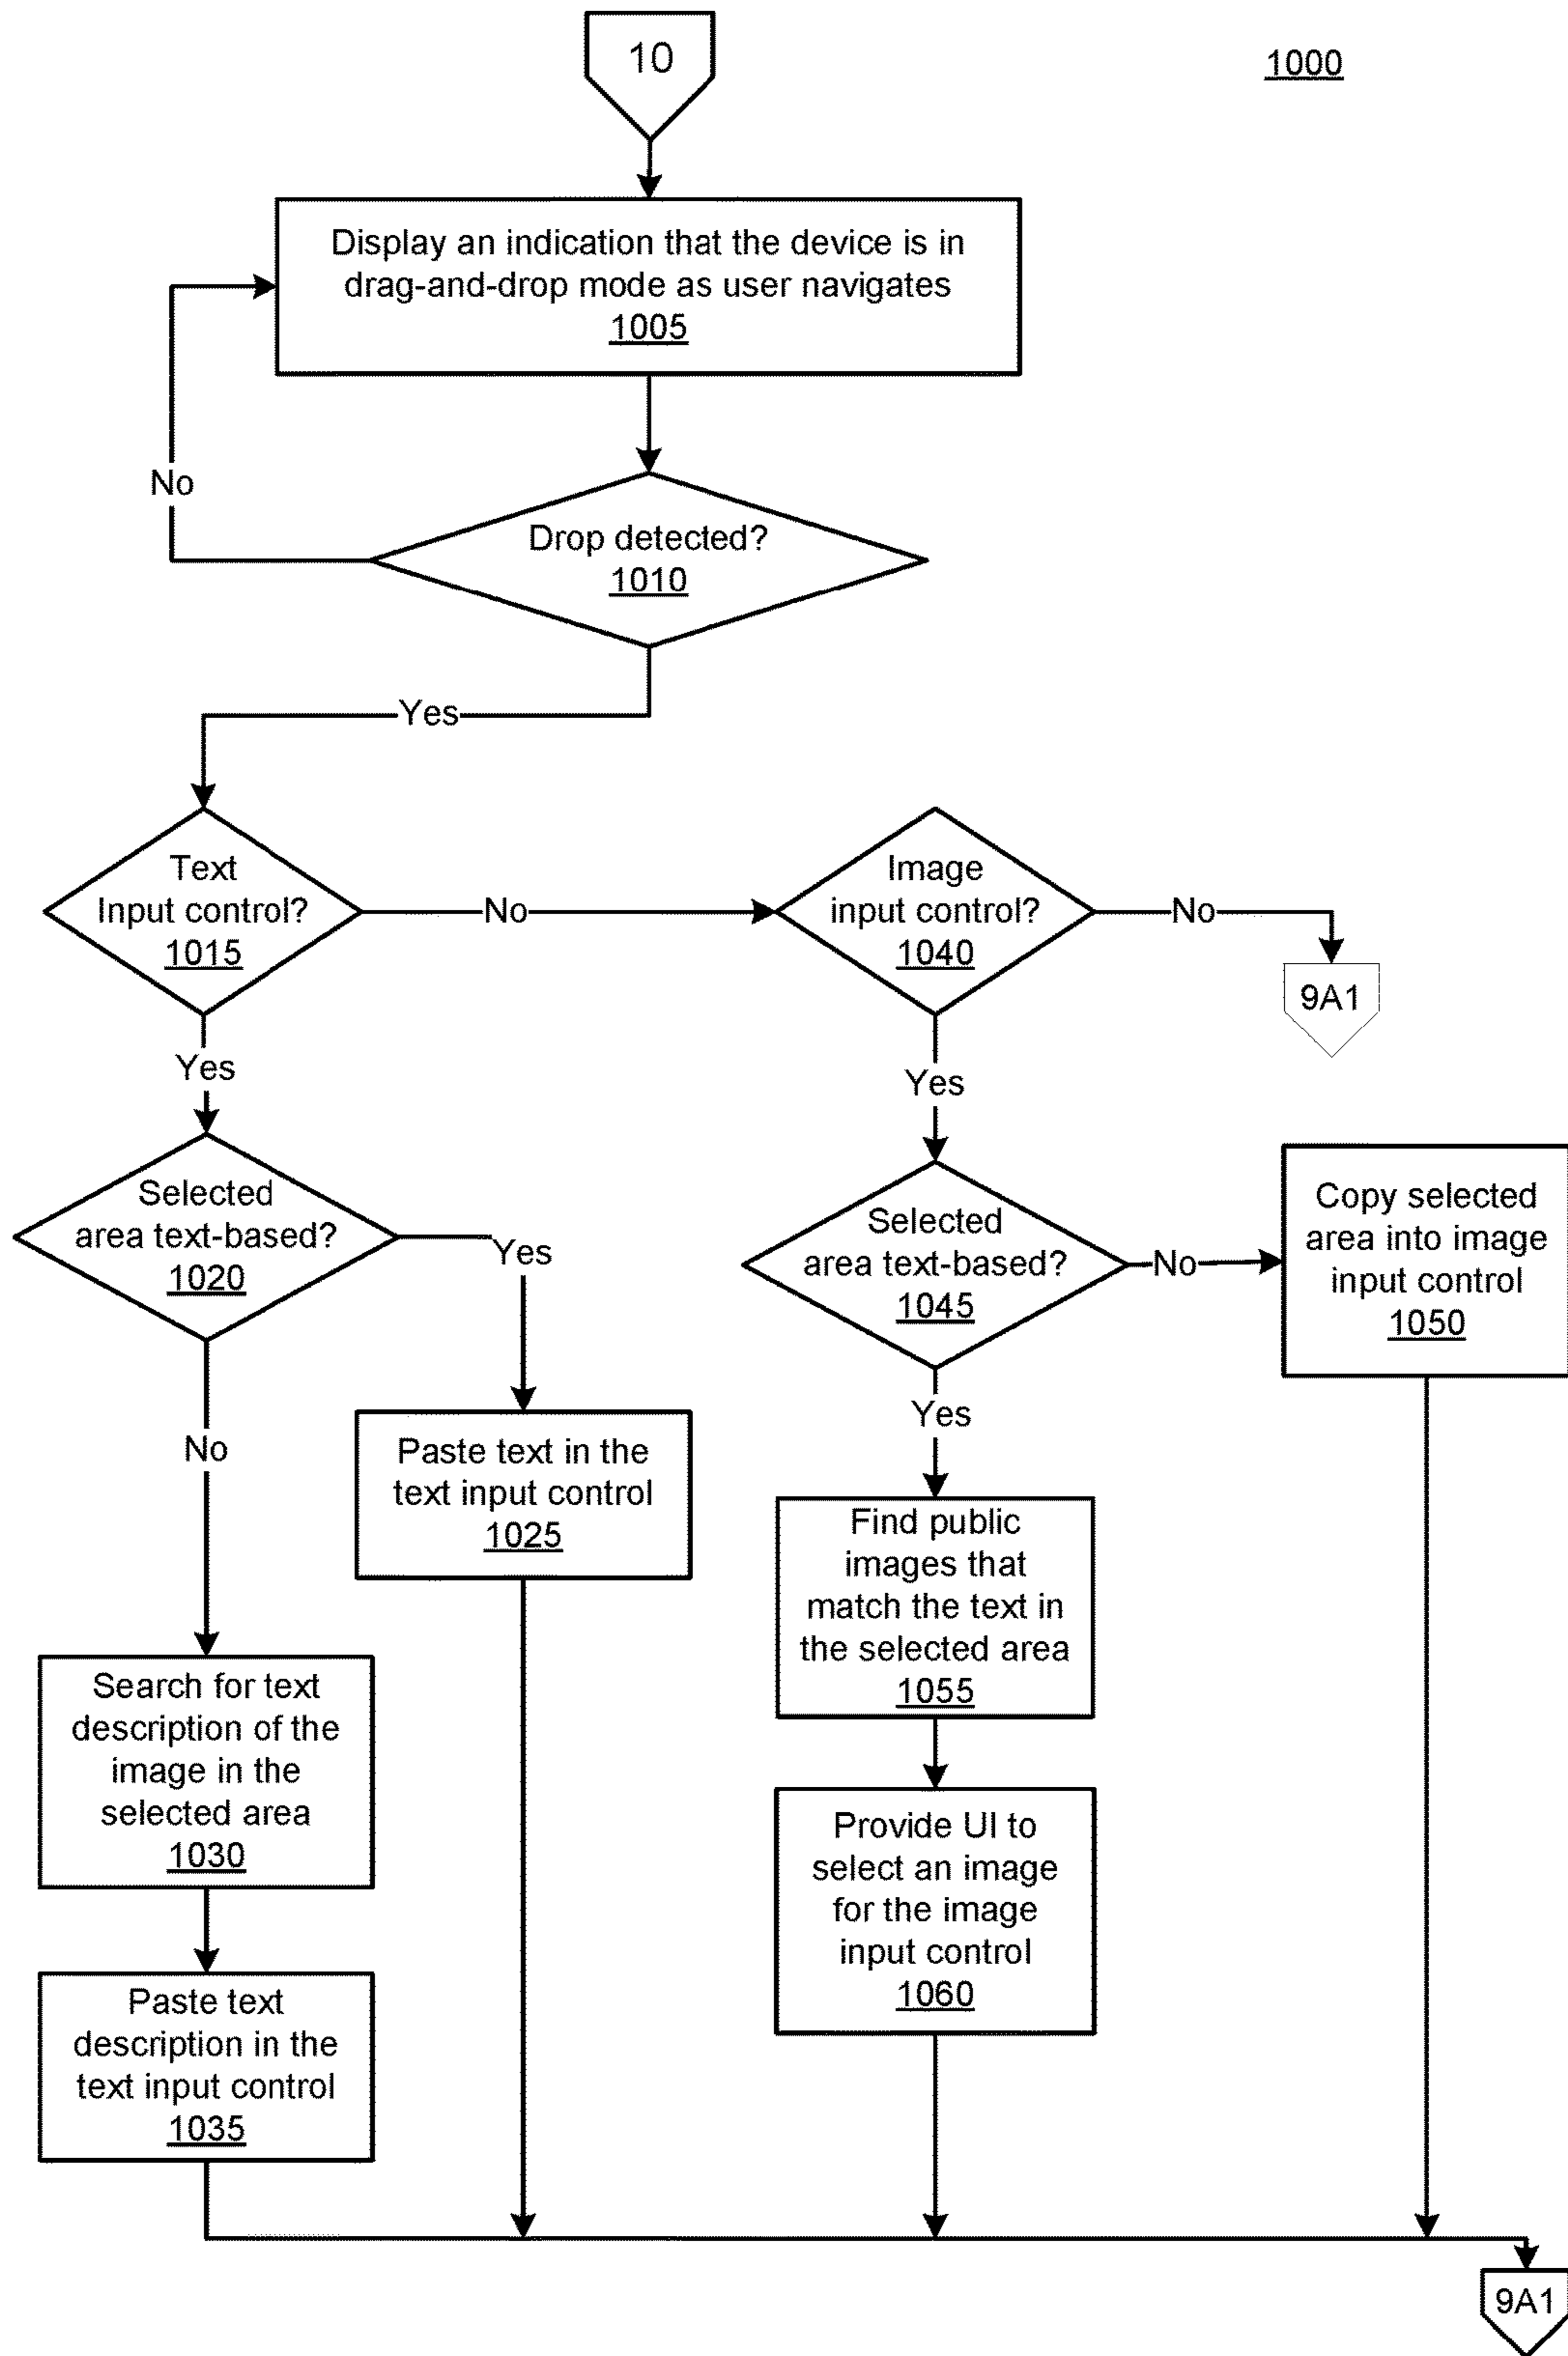 10
1000
Display an indication that the device is in
drag-and-drop mode as user navigates
1005
No
Drop detected?
1010
Yes
Text
Input control?
1015
No
Image
input control?
1040
No
9A1
Yes
Yes
Selected
area text-based?
1020
Yes
Selected
area text-based?
1045
No
Copy selected
area into image
input control
1050
No
Paste text in the
text input control
1025
Yes
Find public
images that
match the text in
the selected area
1055
Search for text
description of the
image in the
selected area
1030
Provide UI to
select an image
for the image
input control
1060
Paste text
description in the
text input control
1035
9A1